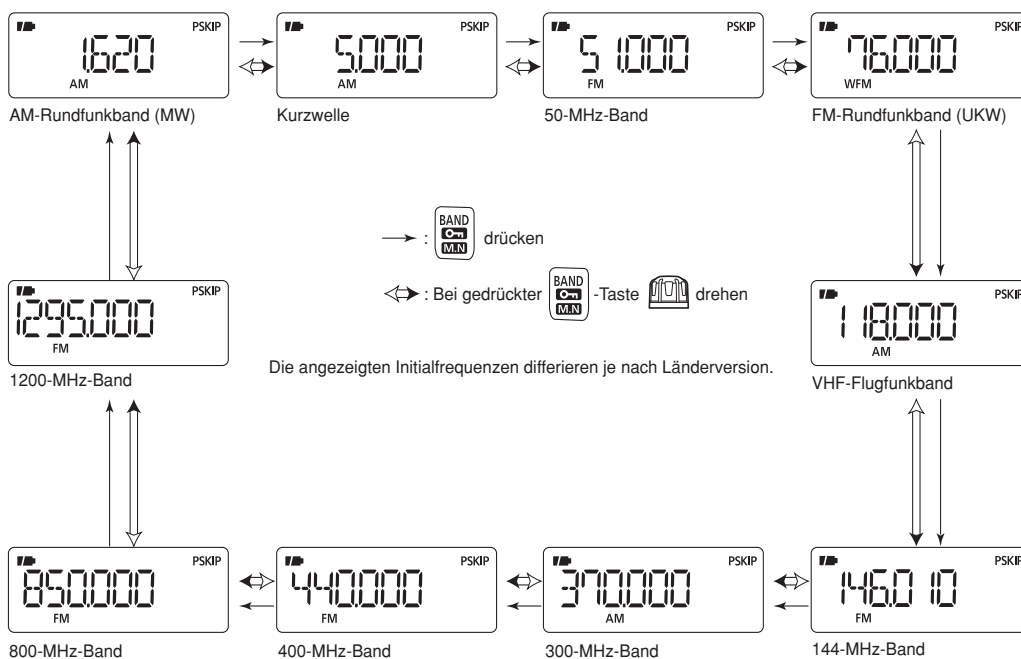 PSKIP
1.620
AM
AM-Rundfunkband (MW)
PSKIP
5.000
AM
Kurzwelle
PSKIP
51.000
FM
50-MHz-Band
PSKIP
76.000
WFM
FM-Rundfunkband (UKW)
: BAND M.N drücken
: Bei gedrückter BAND M.N -Taste drehen
Die angezeigten Initialfrequenzen differieren je nach Länderversion.
PSKIP
1295.000
FM
1200-MHz-Band
PSKIP
118.000
AM
VHF-Flugfunkband
PSKIP
850.000
FM
800-MHz-Band
PSKIP
440.000
FM
400-MHz-Band
PSKIP
370.000
AM
300-MHz-Band
PSKIP
146.010
FM
144-MHz-Band